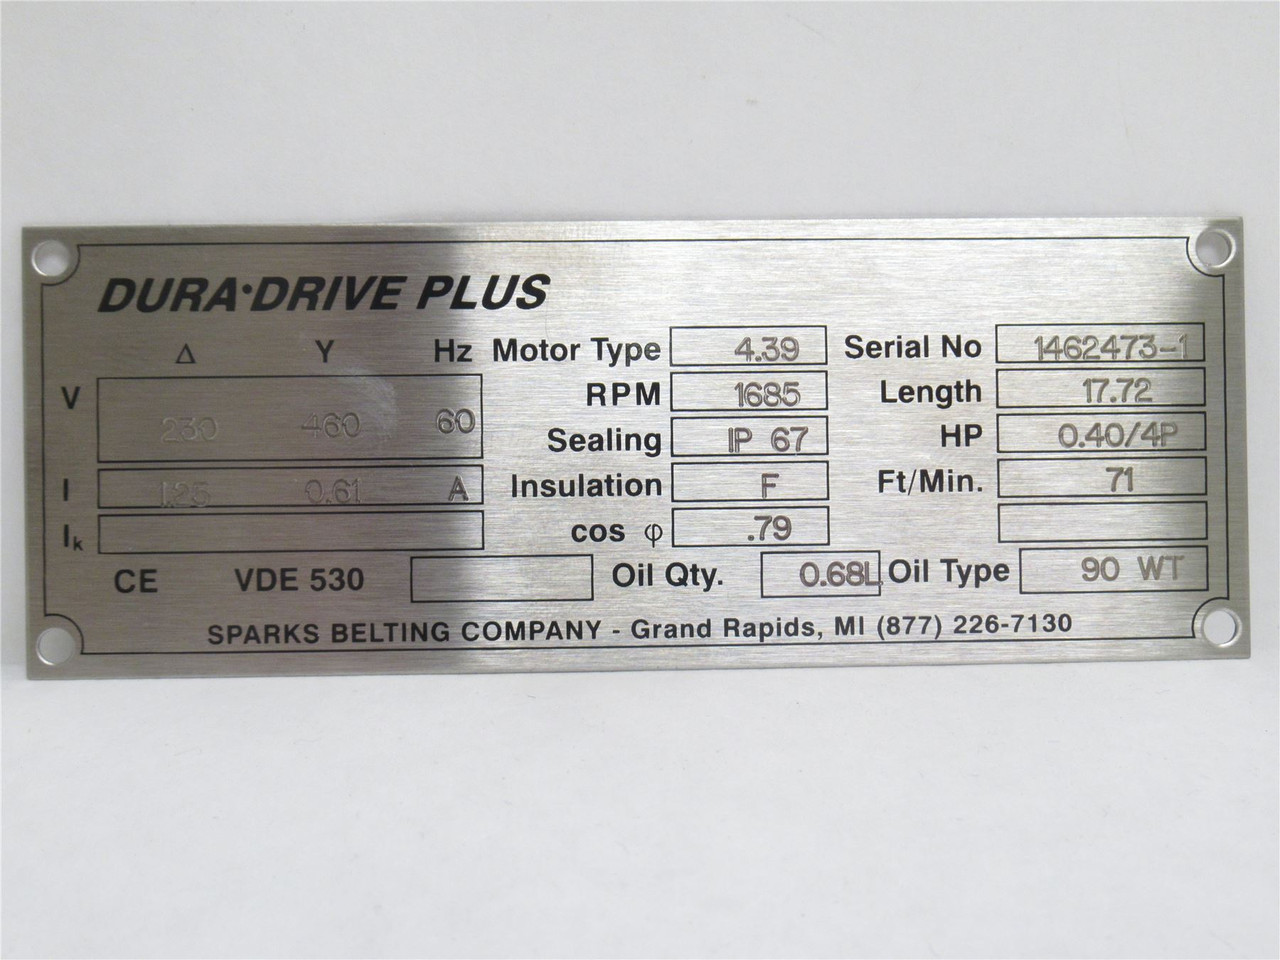 DURA•DRIVE PLUS
Δ Y Hz Motor Type 4.39 Serial No 1462473-1
V 230 460 60 RPM 1685 Length 17.72
Sealing IP 67 HP 0.40/4P
I 1.25 0.61 A Insulation F Ft/Min. 71
Ik cos φ .79
CE VDE 530 Oil Qty. 0.68L Oil Type 90 WT
SPARKS BELTING COMPANY - Grand Rapids, MI (877) 226-7130